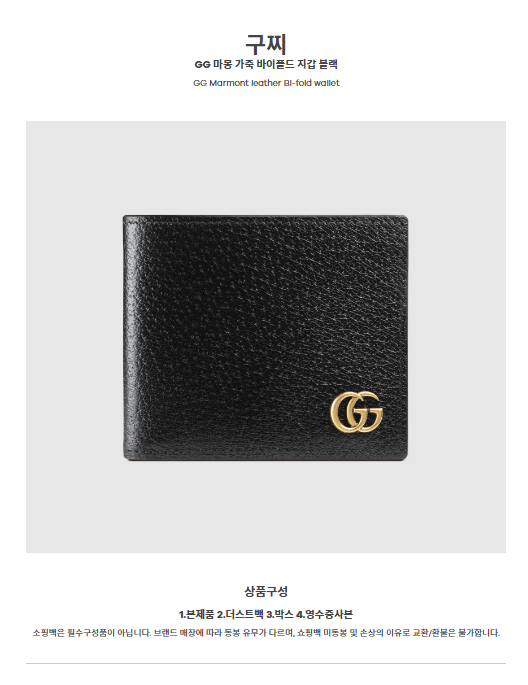 구찌
GG 마몽 가죽 바이폴드 지갑 블랙
GG Marmont leather Bi-fold wallet
GG
상품구성
1.본제품 2.더스트백 3.박스 4.영수증사본
쇼핑백은 필수구성품이 아닙니다. 브랜드 매장에 따라 동봉 유무가 다르며, 쇼핑백 미동봉 및 손상의 이유로 교환/환불은 불가합니다.